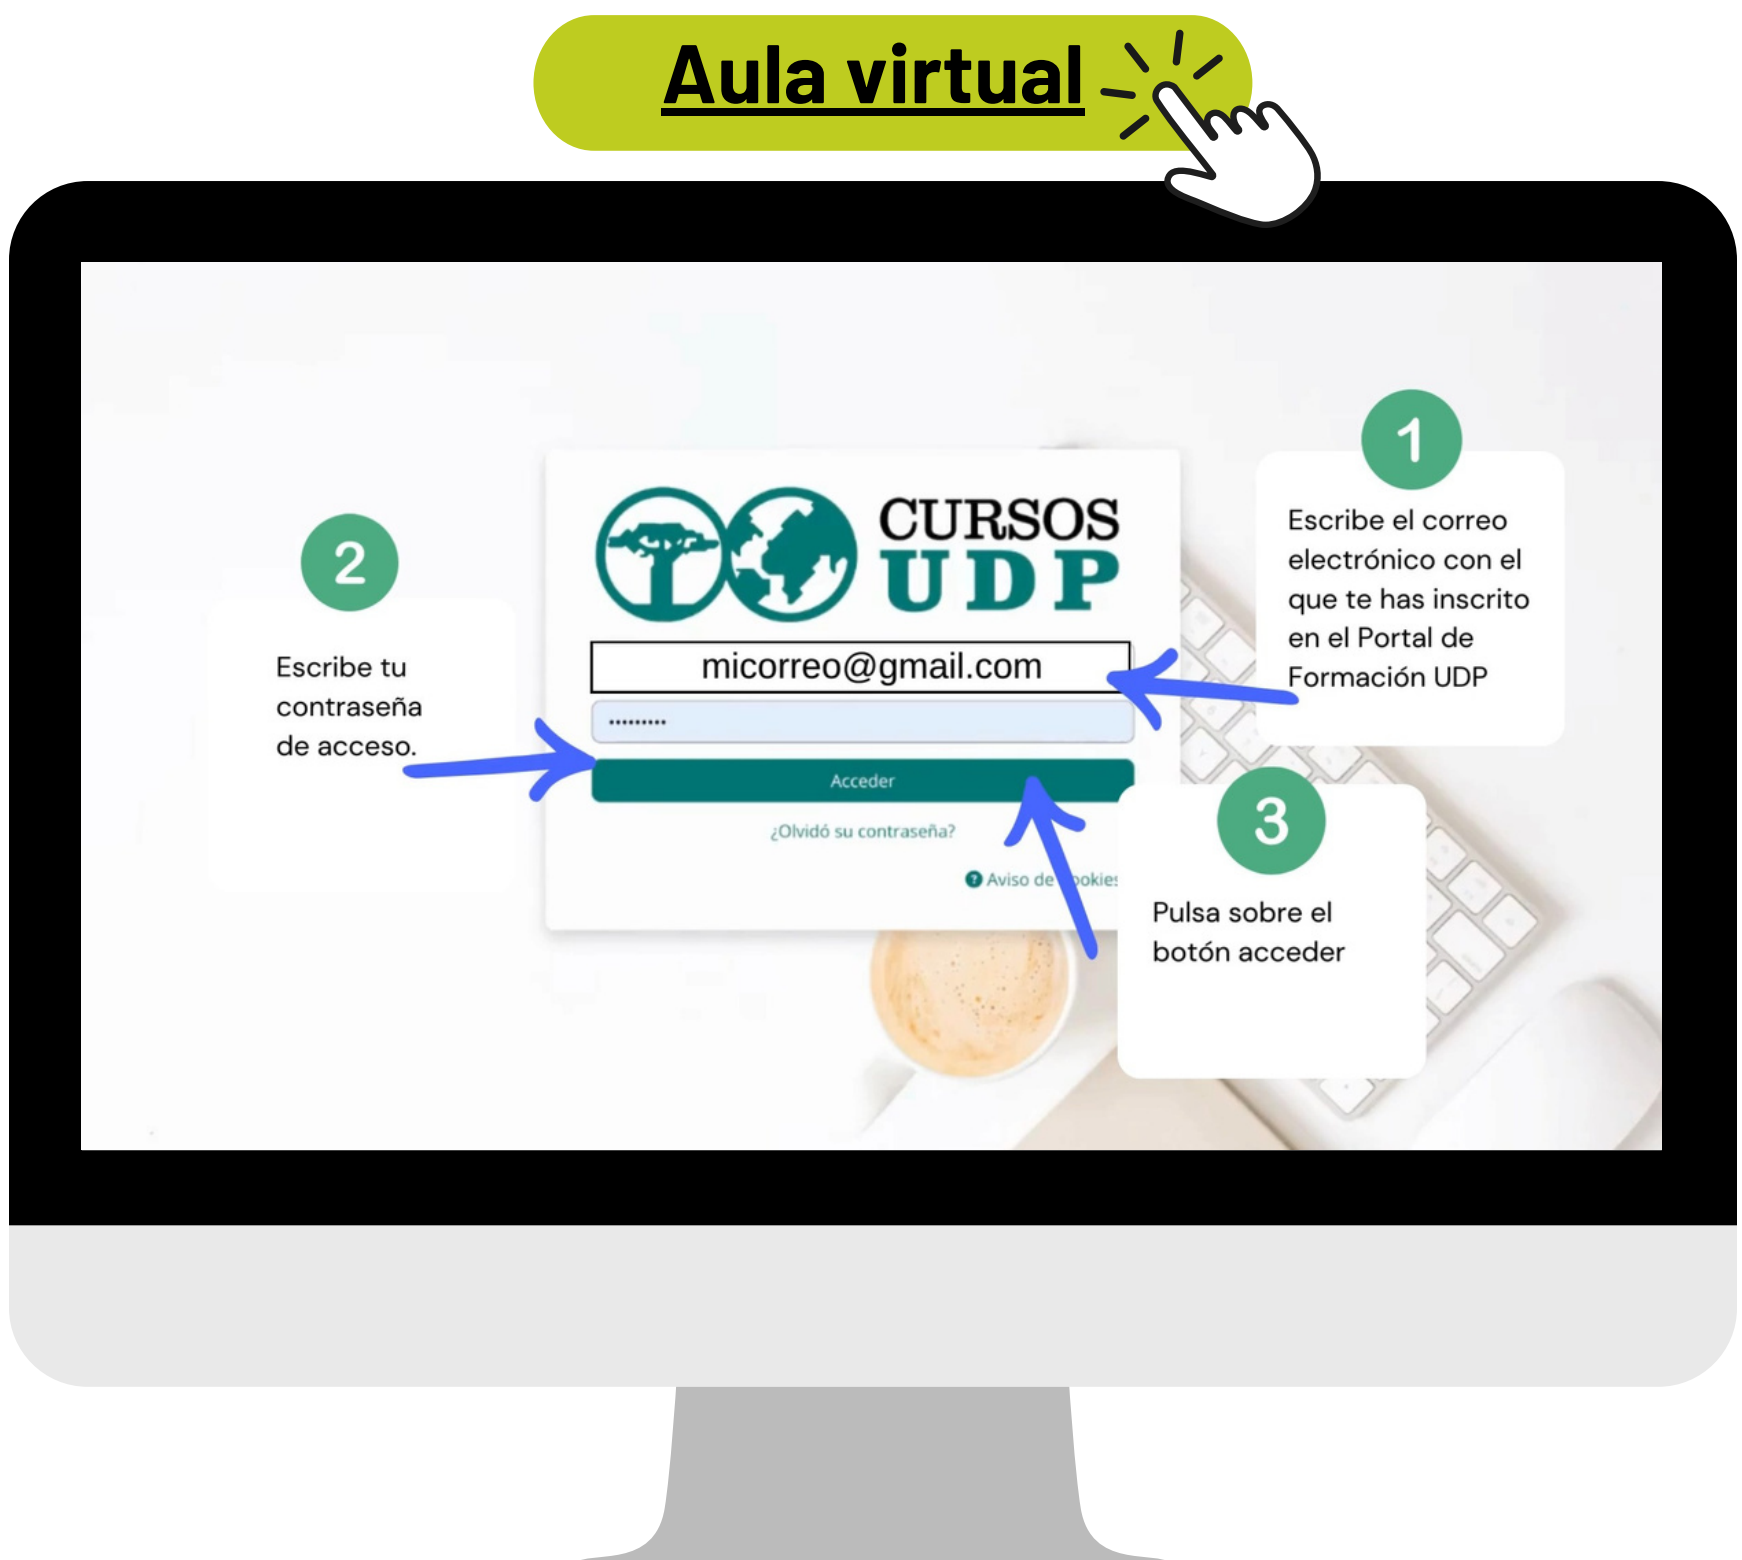 Aula virtual
1
Escribe el correo
electrónico con el
que te has inscrito
en el Portal de
Formación UDP
2
Escribe tu
contraseña
de acceso.
CURSOS
UDP
micorreo@gmail.com
•••••••••
Acceder
¿Olvidó su contraseña?
? Aviso de cookies
3
Pulsa sobre el
botón acceder